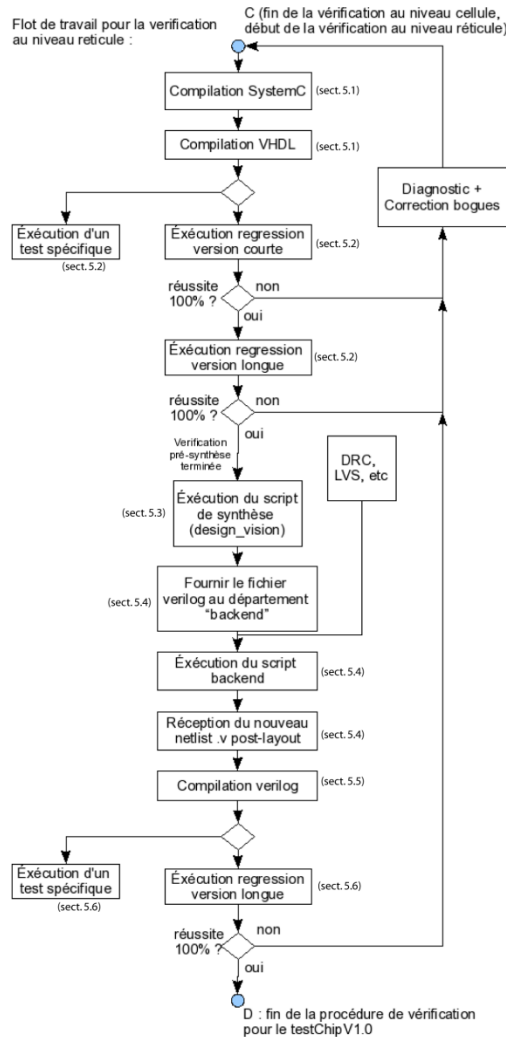 Flot de travail pour la verification
au niveau reticule :
C (fin de la vérification au niveau cellule,
début de la vérification au niveau réticule)
Compilation SystemC
(sect. 5.1)
Compilation VHDL
(sect. 5.1)
Diagnostic +
Correction bogues
Éxécution d'un
test spécifique
(sect. 5.2)
Éxécution regression
version courte
(sect. 5.2)
réussite
100% ?
non
oui
Éxécution regression
version longue
(sect. 5.2)
réussite
100% ?
non
oui
Verification
pré-synthèse
terminée
DRC,
LVS, etc
(sect. 5.3)
Éxécution du script
de synthèse
(design_vision)
(sect. 5.4)
Fournir le fichier
verilog au département
"backend"
Éxécution du script
backend
(sect. 5.4)
Réception du nouveau
netlist .v post-layout
(sect. 5.4)
Compilation verilog
(sect. 5.5)
Éxécution d'un
test spécifique
(sect. 5.6)
Éxécution regression
version longue
(sect. 5.6)
réussite
100% ?
non
oui
D : fin de la procédure de vérification
pour le testChipV1.0